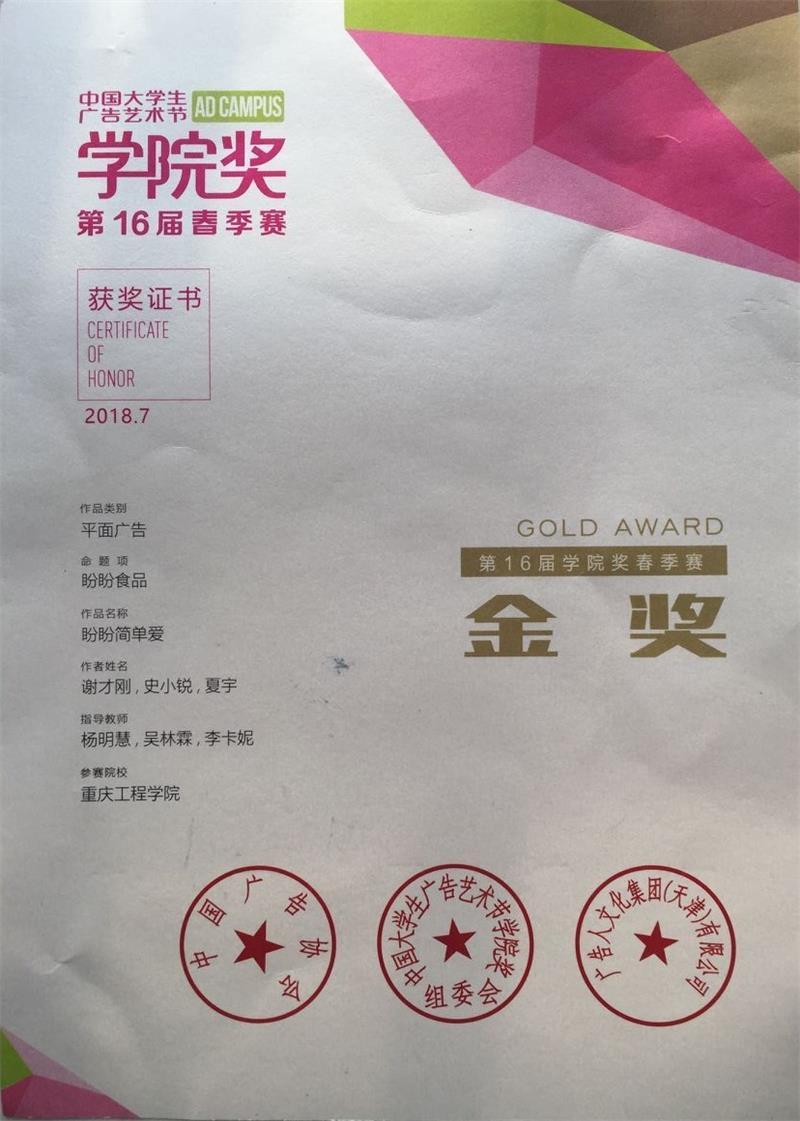 中国大学生
广告艺术节 AD CAMPUS
学院奖
第16届春季赛
获奖证书
CERTIFICATE
OF
HONOR
2018.7
作品类别
平面广告
命题项
盼盼食品
作品名称
盼盼简单爱
作者姓名
谢才刚,史小锐,夏宇
指导教师
杨明慧,吴林霖,李卡妮
参赛院校
重庆工程学院
GOLD AWARD
第16届学院奖春季赛
金奖
中国广告协会
中国大学生广告艺术节学院奖
组委会
广告人文化集团(天津)有限公司